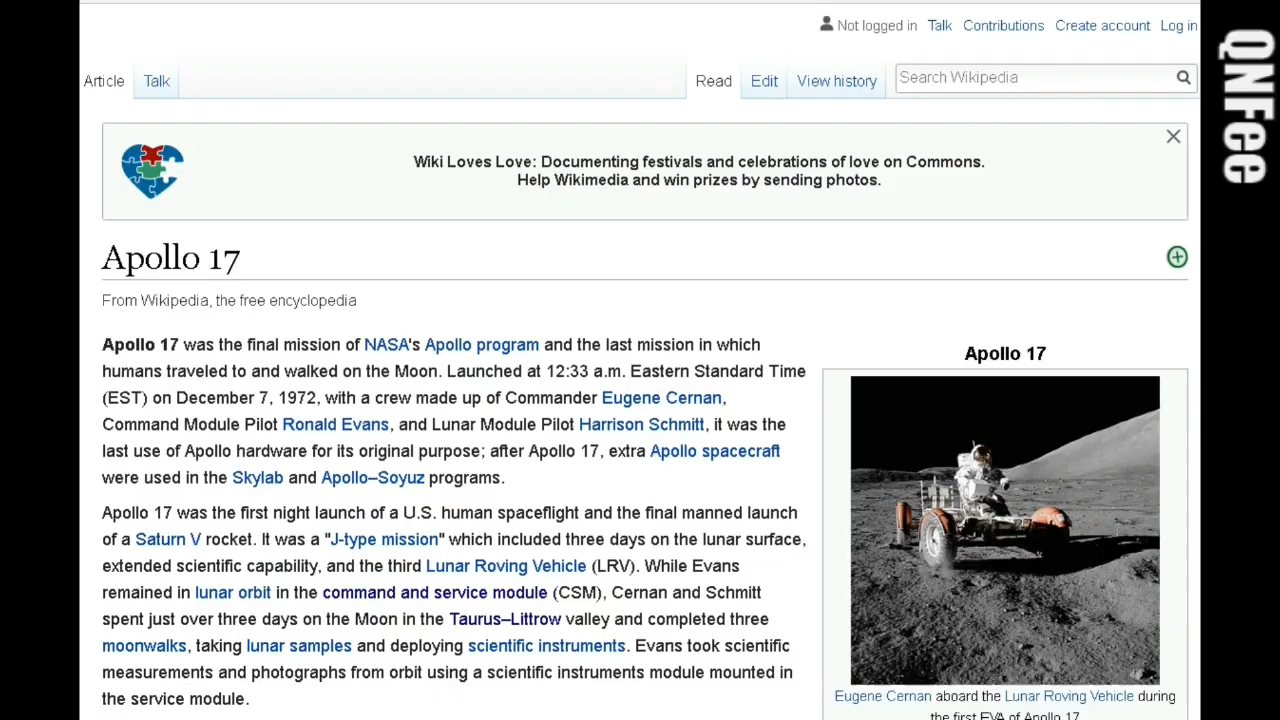 Not logged in Talk Contributions Create account Log in
Article Talk Read Edit View history Search Wikipedia
Wiki Loves Love: Documenting festivals and celebrations of love on Commons.
Help Wikimedia and win prizes by sending photos.
Apollo 17
From Wikipedia, the free encyclopedia
Apollo 17 was the final mission of NASA's Apollo program and the last mission in which
humans traveled to and walked on the Moon. Launched at 12:33 a.m. Eastern Standard Time
(EST) on December 7, 1972, with a crew made up of Commander Eugene Cernan,
Command Module Pilot Ronald Evans, and Lunar Module Pilot Harrison Schmitt, it was the
last use of Apollo hardware for its original purpose; after Apollo 17, extra Apollo spacecraft
were used in the Skylab and Apollo–Soyuz programs.
Apollo 17 was the first night launch of a U.S. human spaceflight and the final manned launch
of a Saturn V rocket. It was a "J-type mission" which included three days on the lunar surface,
extended scientific capability, and the third Lunar Roving Vehicle (LRV). While Evans
remained in lunar orbit in the command and service module (CSM), Cernan and Schmitt
spent just over three days on the Moon in the Taurus–Littrow valley and completed three
moonwalks, taking lunar samples and deploying scientific instruments. Evans took scientific
measurements and photographs from orbit using a scientific instruments module mounted in
the service module.
Apollo 17
Eugene Cernan aboard the Lunar Roving Vehicle during
the first EVA of Apollo 17
QNFee